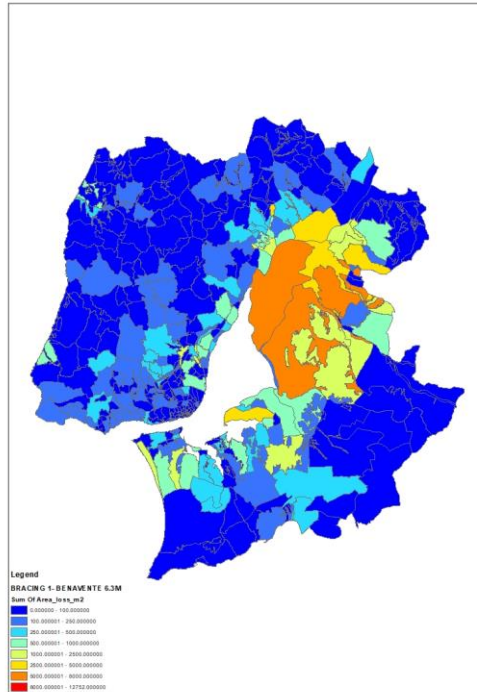 Legend
BRACING 1- BENAVENTE 6.3M
Sum Of Area_loss_m2
0.000000 - 100.000000
100.000001 - 250.000000
250.000001 - 500.000000
500.000001 - 1000.000000
1000.000001 - 2500.000000
2500.000001 - 5000.000000
5000.000001 - 8000.000000
8000.000001 - 13752.000000